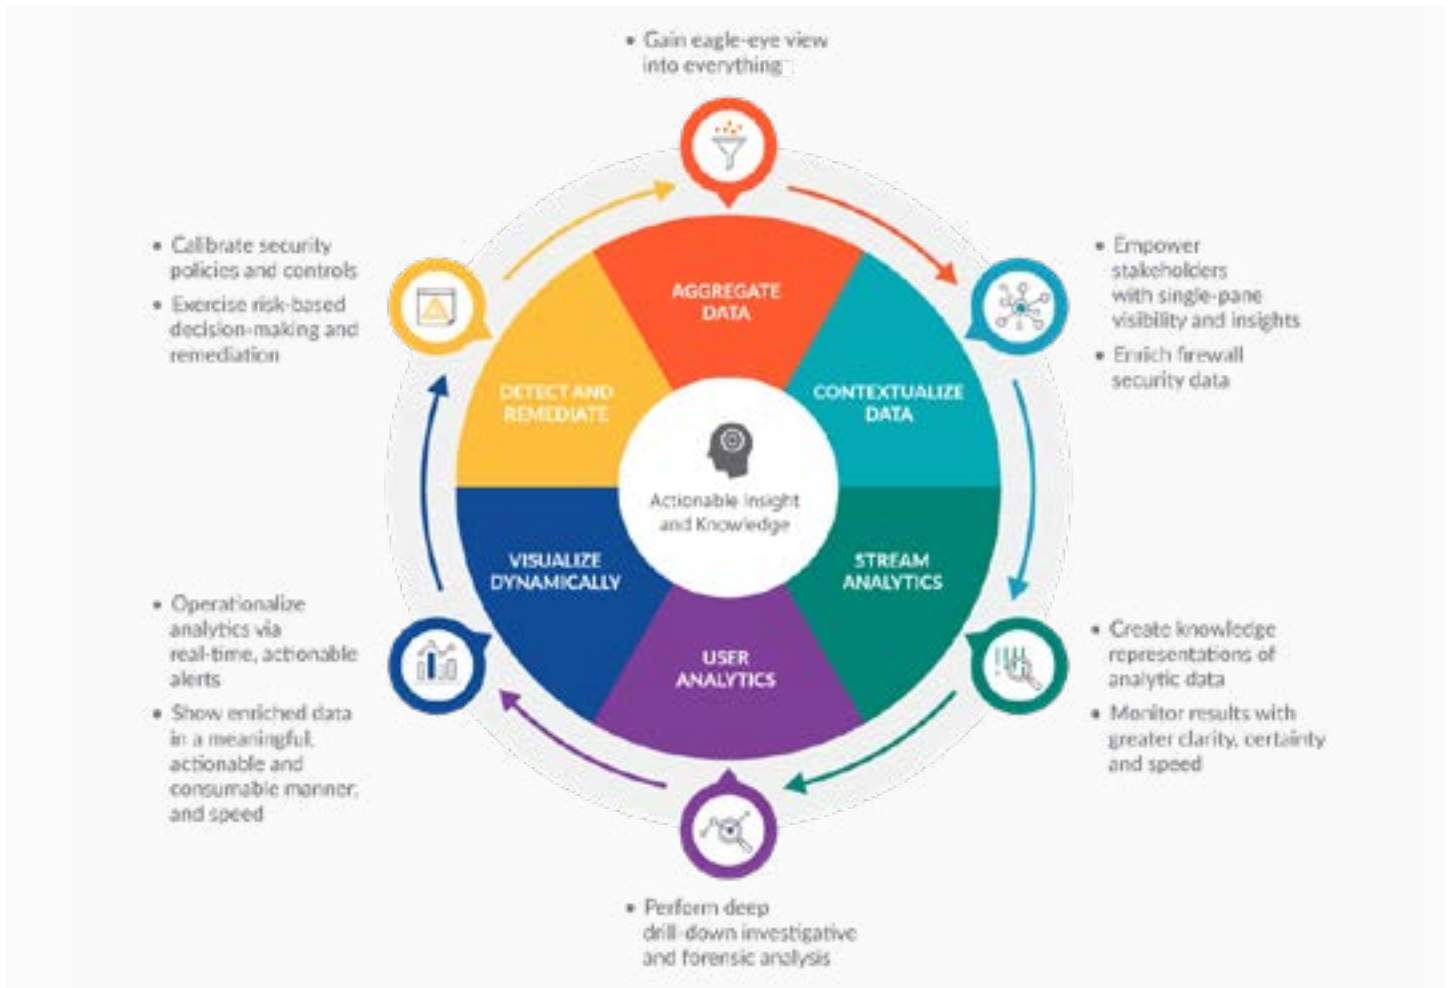 • Gain eagle-eye view
into everything
• Calibrate security
policies and controls
• Exercise risk-based
decision-making and
remediation
• Empower
stakeholders
with single-pane
visibility and insights
• Enrich firewall
security data
AGGREGATE
DATA
DETECT AND
REMEDIATE
CONTEXTUALIZE
DATA
Actionable Insight
and Knowledge
VISUALIZE
DYNAMICALLY
STREAM
ANALYTICS
USER
ANALYTICS
• Operationalize
analytics via
real-time, actionable
alerts
• Show enriched data
in a meaningful,
actionable and
consumable manner,
and speed
• Create knowledge
representations of
analytic data
• Monitor results with
greater clarity, certainty
and speed
• Perform deep
drill-down investigative
and forensic analysis